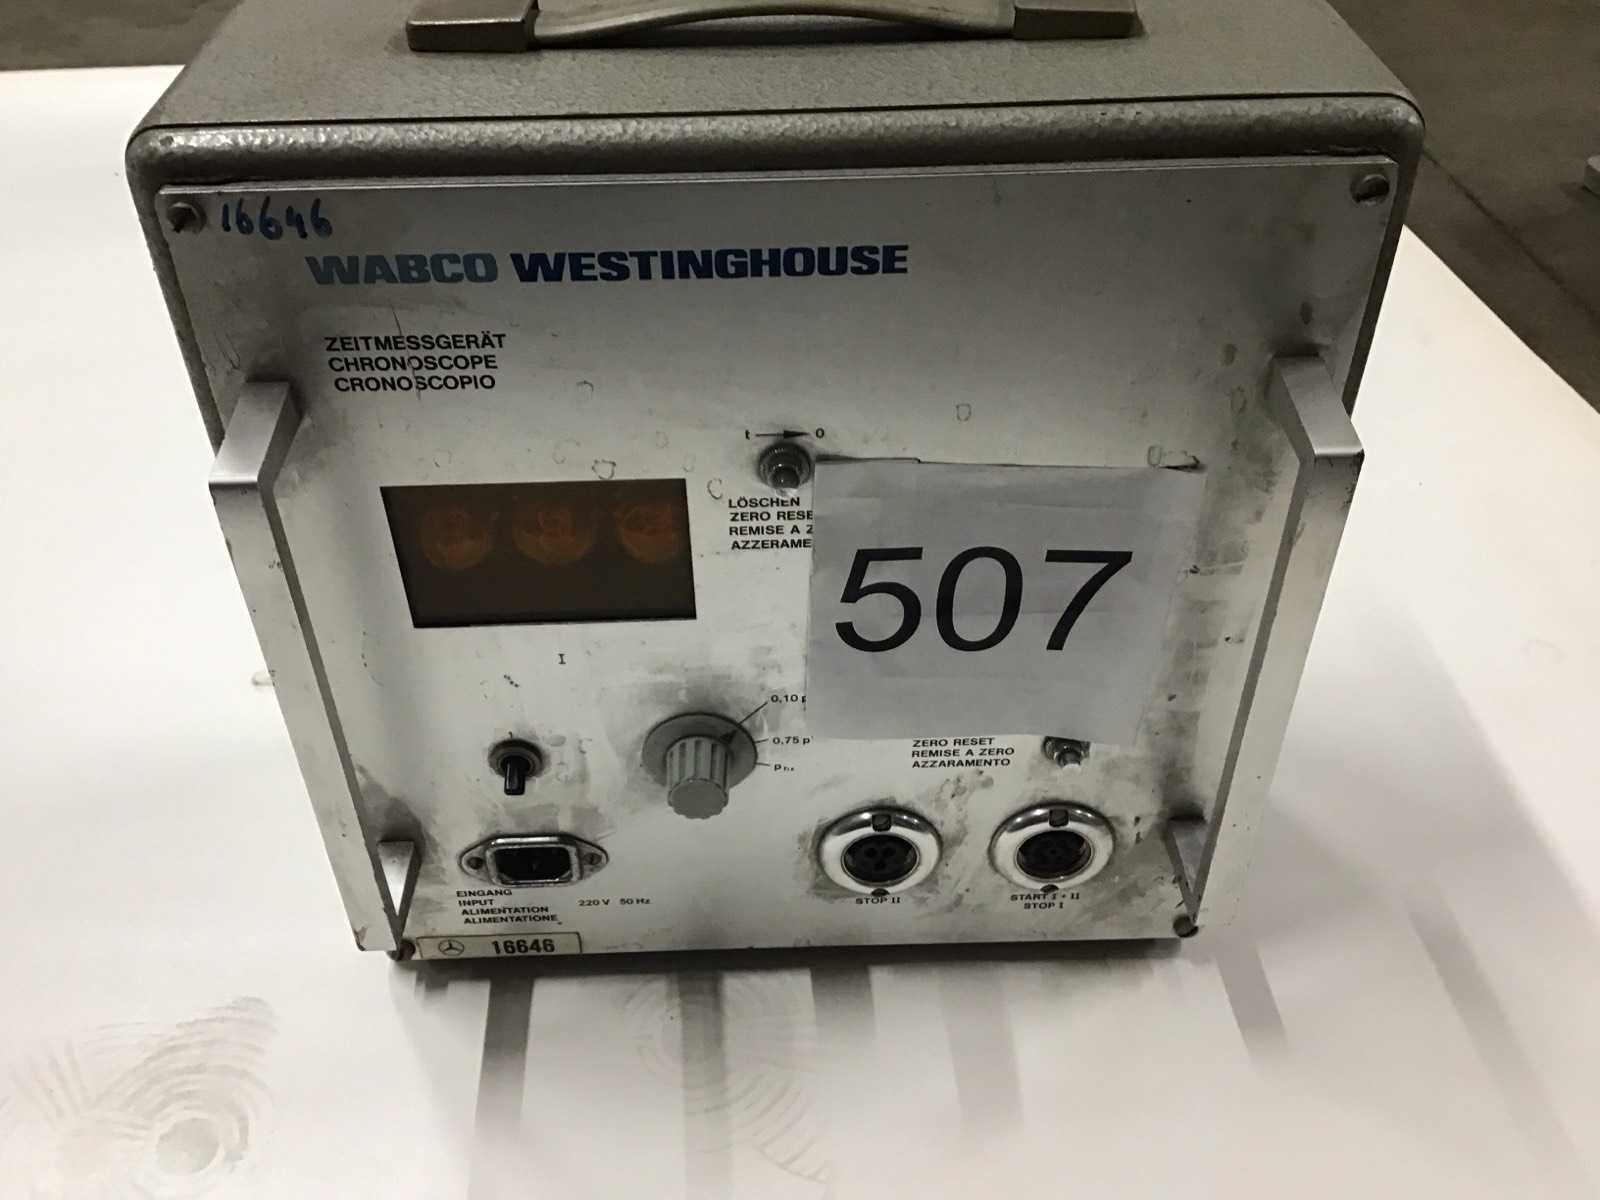 16646
WABCO WESTINGHOUSE
ZEITMESSGERÄT
CHRONOSCOPE
CRONOSCOPIO
t 0
LÖSCHEN
ZERO RESE
REMISE A Z
AZZERAME
507
I
0,10 p
0,75 p
ZERO RESET
REMISE A ZERO
AZZARAMENTO
EINGANG
INPUT
ALIMENTATION
ALIMENTATIONE
220 V 50 Hz
STOP II
START I + II
STOP I
16646